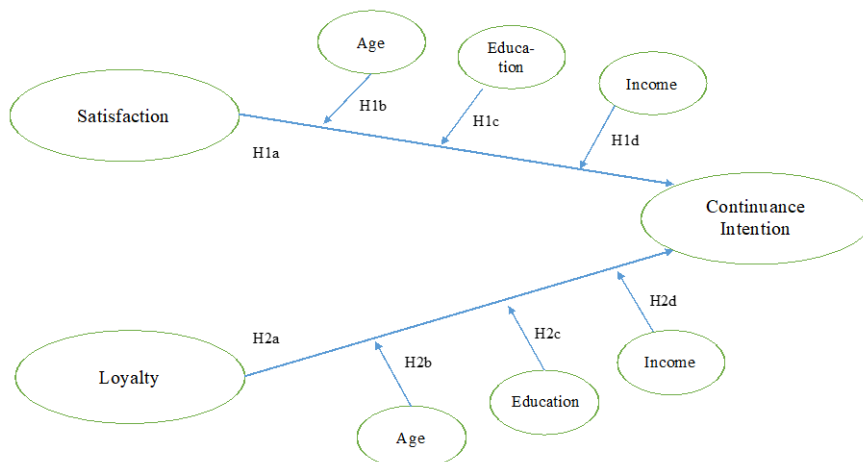 Age
Educa-
tion
Income
Satisfaction
H1b
H1c
H1d
H1a
Continuance
Intention
H2d
H2a
H2c
H2b
Income
Loyalty
Education
Age